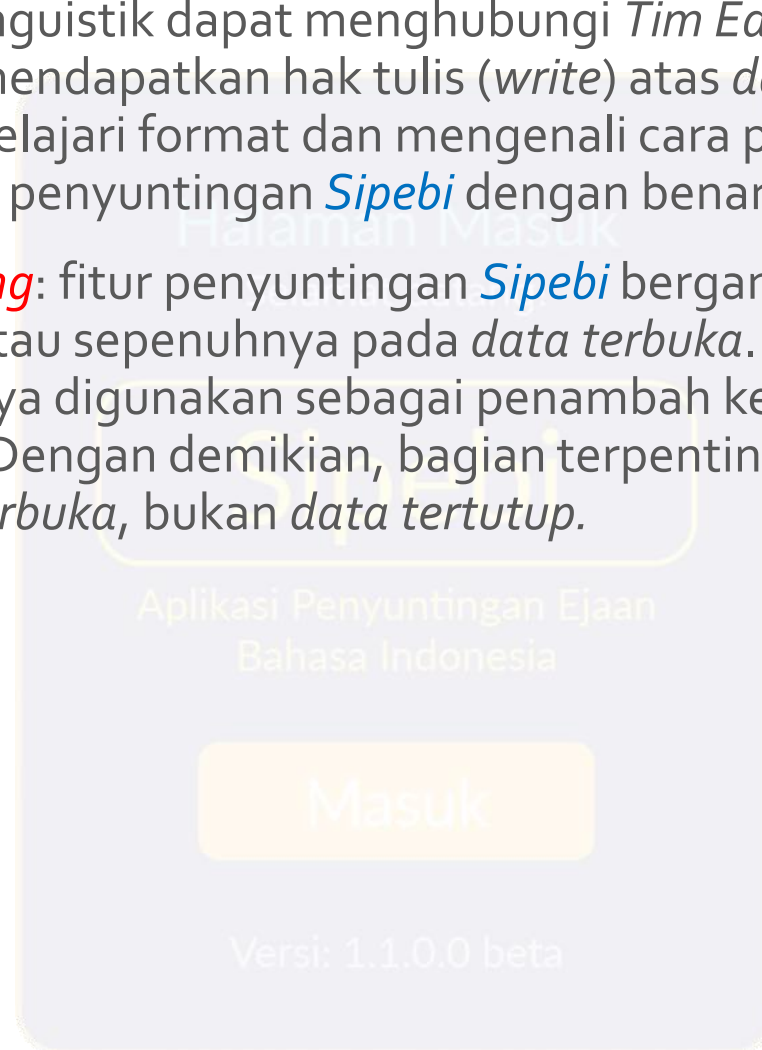 nguistik dapat menghubungi Tim Ea
mendapatkan hak tulis (write) atas da
elajari format dan mengenali cara p
penyuntingan Sipebi dengan benar
ng: fitur penyuntingan Sipebi bergan
tau sepenuhnya pada data terbuka.
ya digunakan sebagai penambah ke
Dengan demikian, bagian terpentin
rbuka, bukan data tertutup.
Halaman Masuk
Sipebi
Aplikasi Penyuntingan Ejaan
Bahasa Indonesia
Masuk
Versi: 1.1.0.0 beta